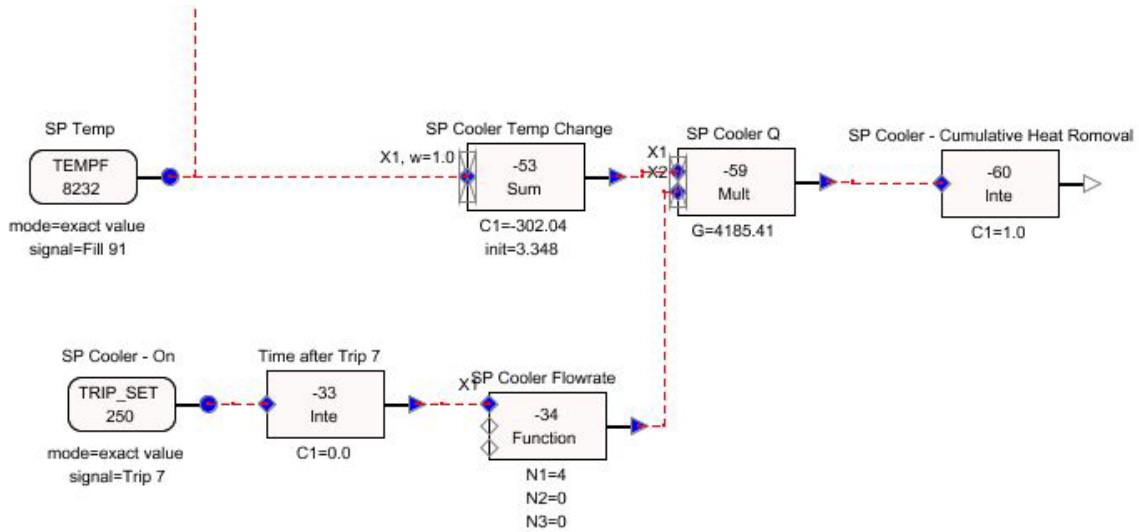 SP Temp
TEMPF
8232
mode=exact value
signal=Fill 91
SP Cooler Temp Change
X1, w=1.0
-53
Sum
C1=-302.04
init=3.348
SP Cooler Q
X1
X2
-59
Mult
G=4185.41
SP Cooler - Cumulative Heat Romoval
-60
Inte
C1=1.0
SP Cooler - On
TRIP_SET
250
mode=exact value
signal=Trip 7
Time after Trip 7
-33
Inte
C1=0.0
SP Cooler Flowrate
X1
-34
Function
N1=4
N2=0
N3=0